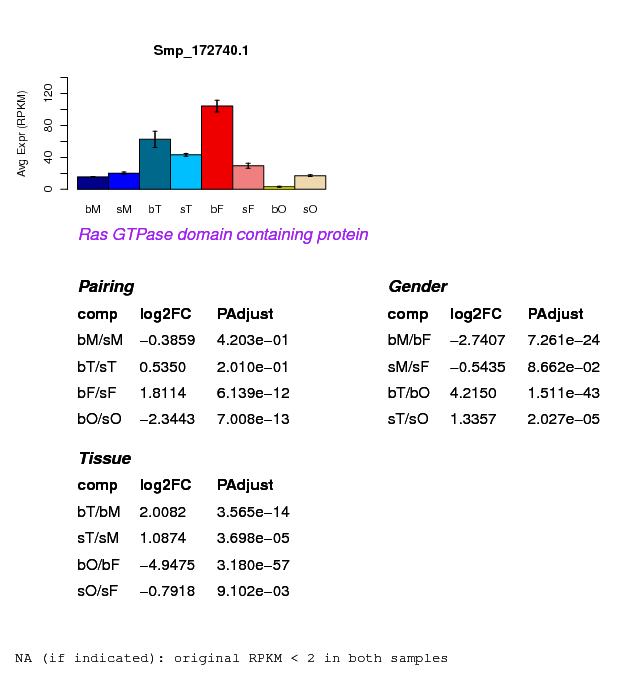 Smp_172740.1
Avg Expr (RPKM)
0 40 80 120
bM sM bT sT bF sF bO sO
Ras GTPase domain containing protein
Pairing
comp log2FC PAdjust
bM/sM −0.3859 4.203e−01
bT/sT 0.5350 2.010e−01
bF/sF 1.8114 6.139e−12
bO/sO −2.3443 7.008e−13
Gender
comp log2FC PAdjust
bM/bF −2.7407 7.261e−24
sM/sF −0.5435 8.662e−02
bT/bO 4.2150 1.511e−43
sT/sO 1.3357 2.027e−05
Tissue
comp log2FC PAdjust
bT/bM 2.0082 3.565e−14
sT/sM 1.0874 3.698e−05
bO/bF −4.9475 3.180e−57
sO/sF −0.7918 9.102e−03
NA (if indicated): original RPKM < 2 in both samples